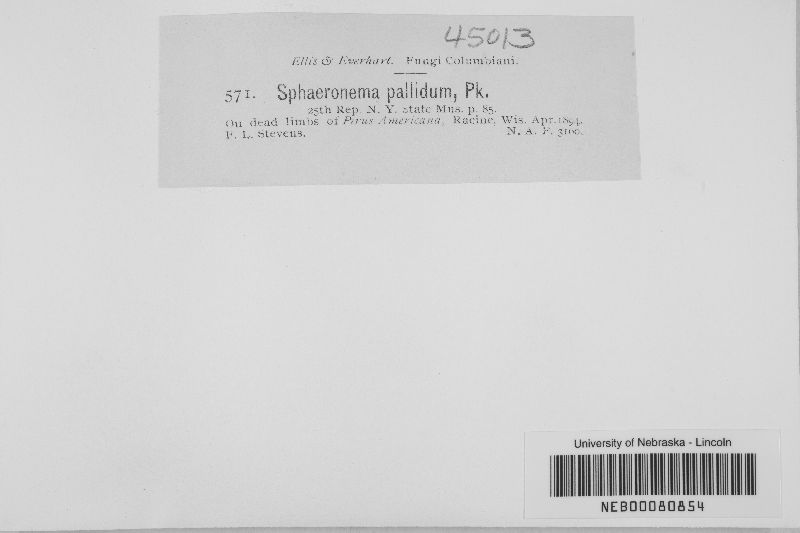 45013
Ellis & Everhart. Fungi Columbiani.
571. Sphaeronema pallidum, Pk.
25th Rep. N. Y. State Mus. p. 85.
On dead limbs of Pirus Americana, Racine, Wis. Apr. 1894.
F. L. Stevens. N. A. F. 3160.
University of Nebraska - Lincoln
NEB00080854